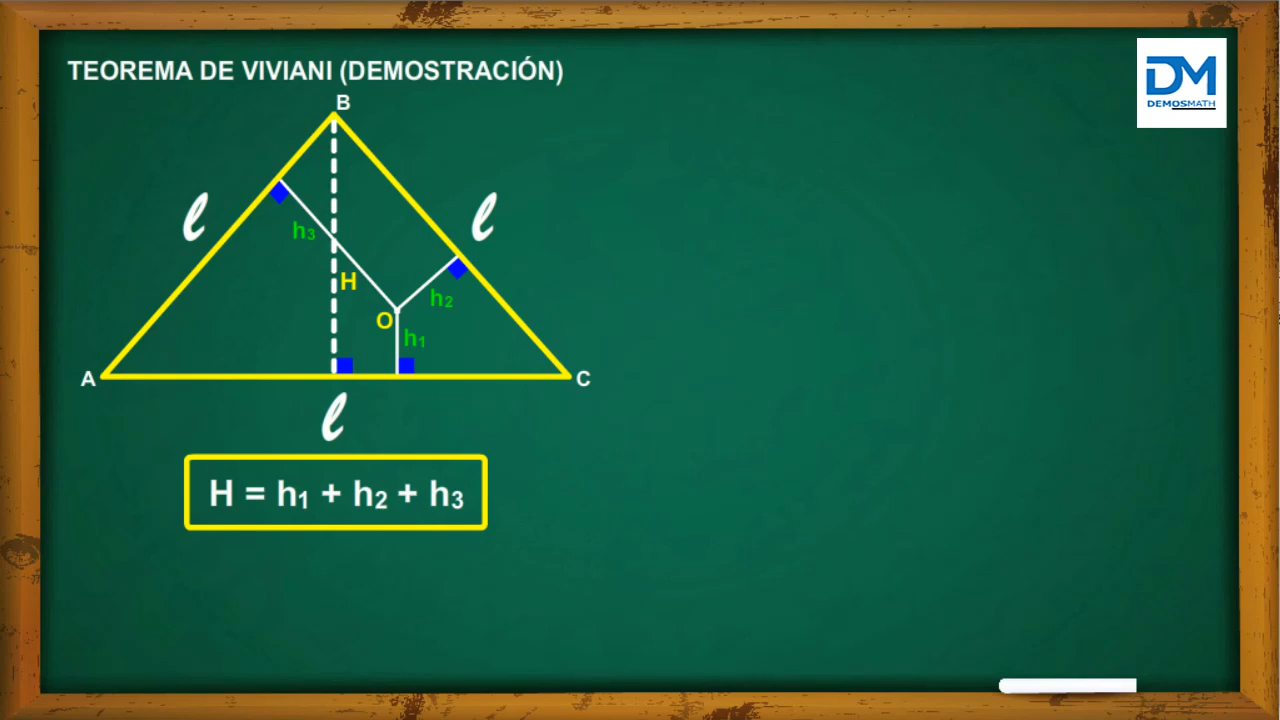 TEOREMA DE VIVIANI (DEMOSTRACIÓN)
DM
DEMOSMATH
B
ℓ
ℓ
h₃
H
h₂
O
h₁
A
C
ℓ
H = h₁ + h₂ + h₃